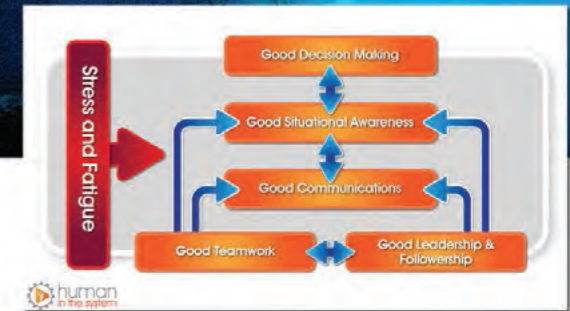 Stress and Fatigue
Good Decision Making
Good Situational Awareness
Good Communications
Good Teamwork
Good Leadership &
Followership
human
in the system